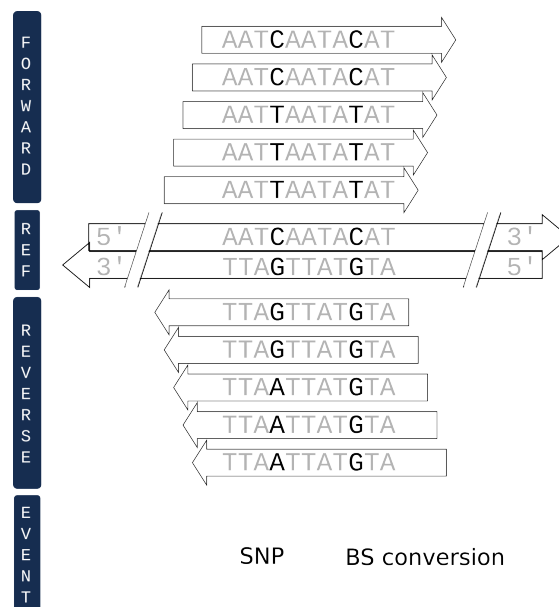 FORWARD
AATCAATACAT
AATCAATACAT
AATTAATATAT
AATTAATATAT
AATTAATATAT
REF
5' AATCAATACAT 3'
3' TTAGTTATGTA 5'
REVERSE
TTAGTTATGTA
TTAGTTATGTA
TTAATTATGTA
TTAATTATGTA
TTAATTATGTA
EVENT
SNP BS conversion